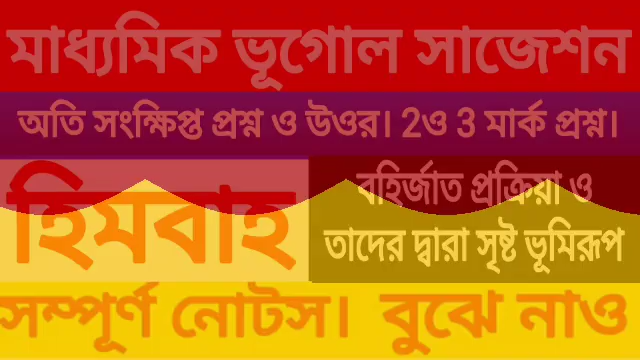 মাধ্যমিক ভূগোল সাজেশন
অতি সংক্ষিপ্ত প্রশ্ন ও উওর। 2ও 3 মার্ক প্রশ্ন।
হিমবাহ
বহির্জাত প্রক্রিয়া ও
তাদের দ্বারা সৃষ্ট ভূমিরূপ
সম্পূর্ণ নোটস। বুঝে নাও